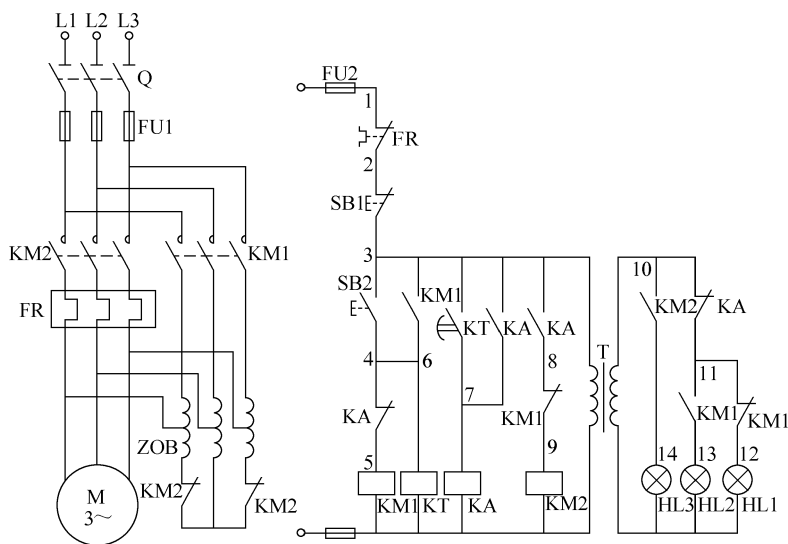 L1 L2 L3
Q
FU1
KM2
KM1
FR
ZOB
KM2
KM2
M
3～
FU2
1
FR
2
SB1
3
SB2
KM1
KT
KA
KA
4
6
7
8
KA
KM1
5
9
KM1
KT
KA
KM2
T
10
KM2
KA
11
KM1
KM1
14
13
12
HL3
HL2
HL1